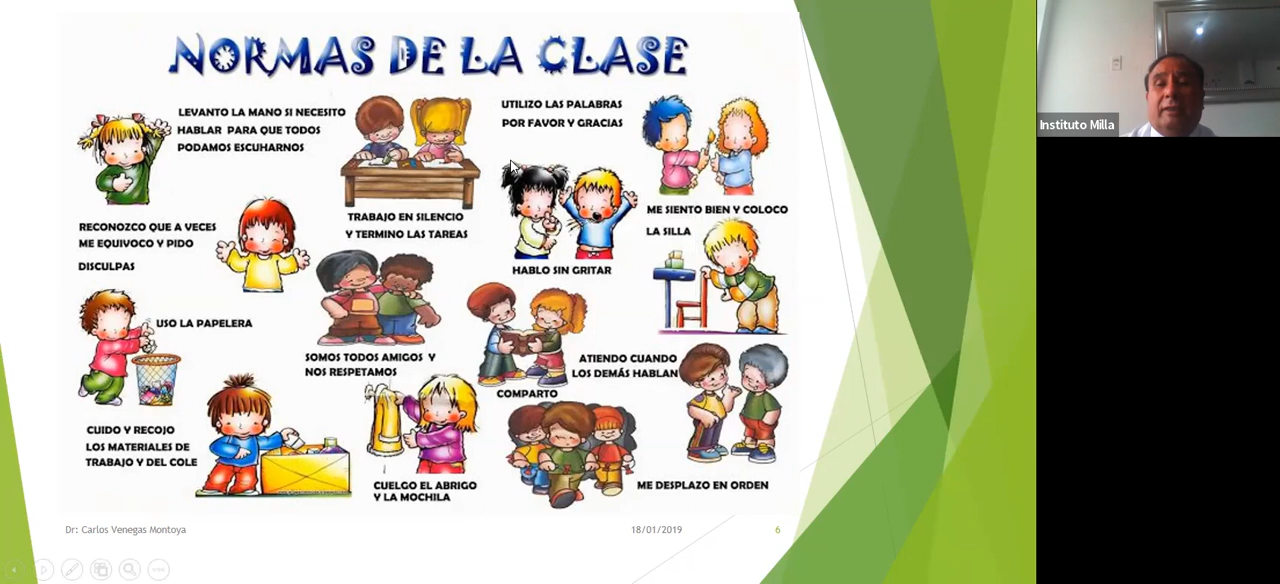 NORMAS DE LA CLASE
LEVANTO LA MANO SI NECESITO
HABLAR PARA QUE TODOS
PODAMOS ESCUHARNOS
TRABAJO EN SILENCIO
Y TERMINO LAS TAREAS
UTILIZO LAS PALABRAS
POR FAVOR Y GRACIAS
ME SIENTO BIEN Y COLOCO
LA SILLA
RECONOZCO QUE A VECES
ME EQUIVOCO Y PIDO
DISCULPAS
HABLO SIN GRITAR
USO LA PAPELERA
SOMOS TODOS AMIGOS Y
NOS RESPETAMOS
ATIENDO CUANDO
LOS DEMÁS HABLAN
COMPARTO
CUIDO Y RECOJO
LOS MATERIALES DE
TRABAJO Y DEL COLE
CUELGO EL ABRIGO
Y LA MOCHILA
ME DESPLAZO EN ORDEN
Dr: Carlos Venegas Montoya
18/01/2019
6
Instituto Milla